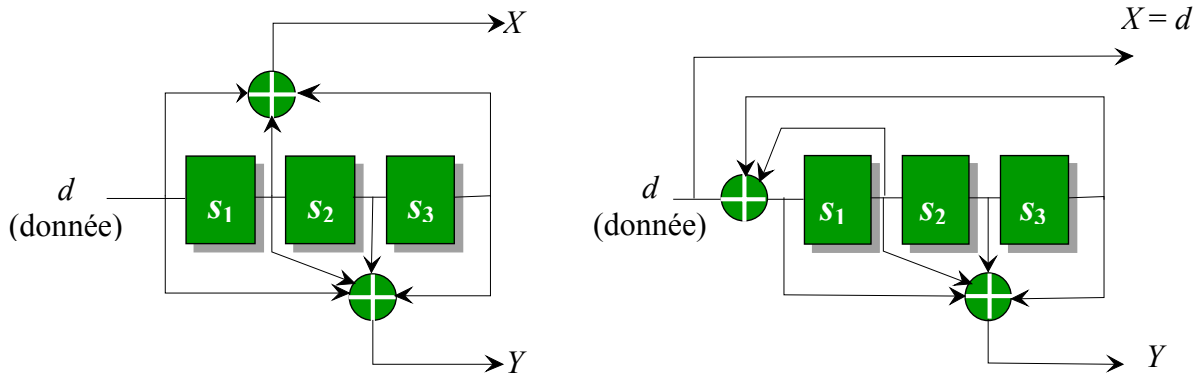 X
d
(donnée)
s1 s2 s3
Y
X = d
d
(donnée)
s1 s2 s3
Y